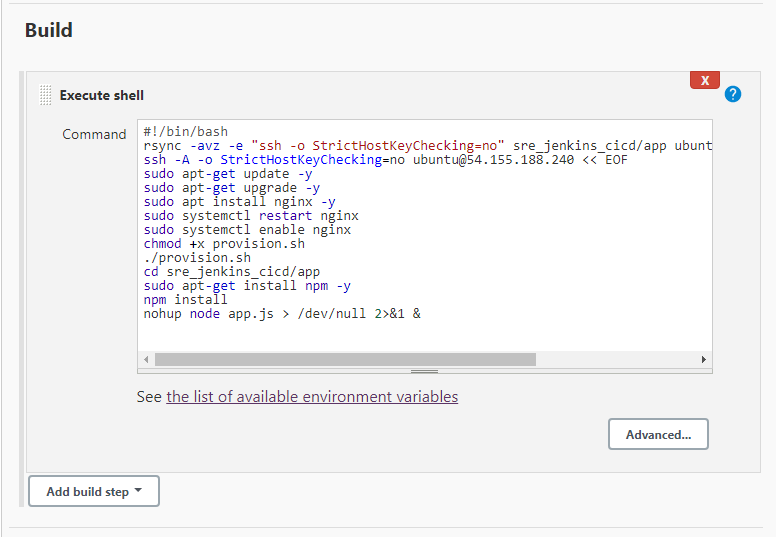 Build
X
?
Execute shell
Command
#!/bin/bash
rsync -avz -e "ssh -o StrictHostKeyChecking=no" sre_jenkins_cicd/app ubunt
ssh -A -o StrictHostKeyChecking=no ubuntu@54.155.188.240 << EOF
sudo apt-get update -y
sudo apt-get upgrade -y
sudo apt install nginx -y
sudo systemctl restart nginx
sudo systemctl enable nginx
chmod +x provision.sh
./provision.sh
cd sre_jenkins_cicd/app
sudo apt-get install npm -y
npm install
nohup node app.js > /dev/null 2>&1 &
See the list of available environment variables
Advanced...
Add build step